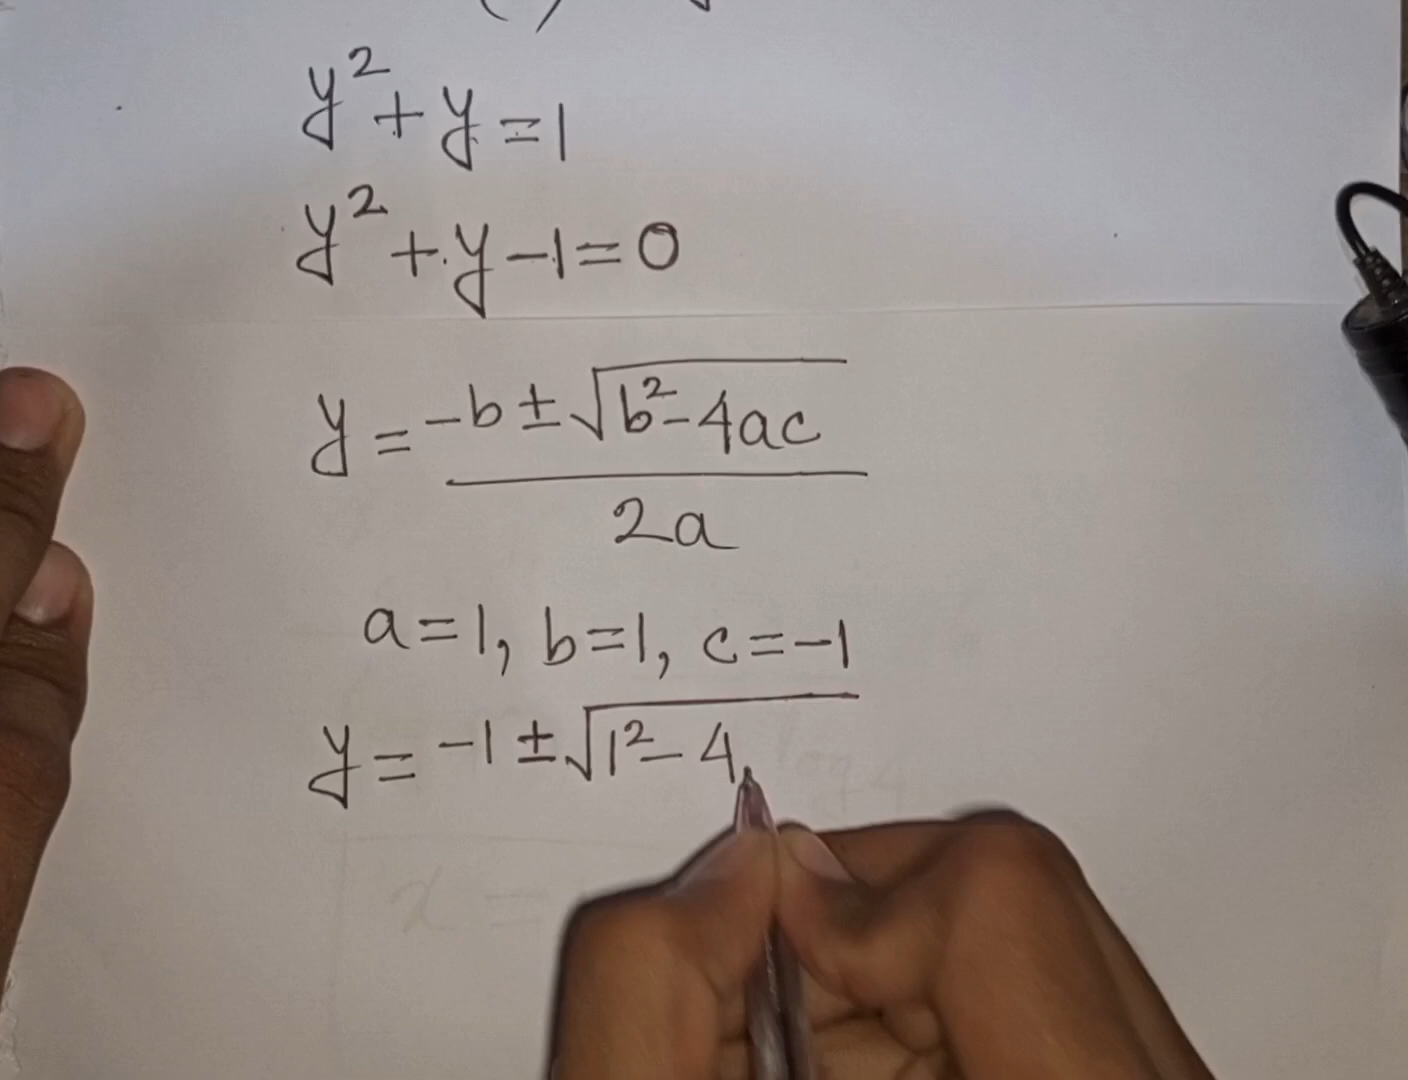 y² + y = 1
y² + y - 1 = 0
y = -b ± √b² - 4ac
2a
a = 1, b = 1, c = -1
y = -1 ± √1² - 4.